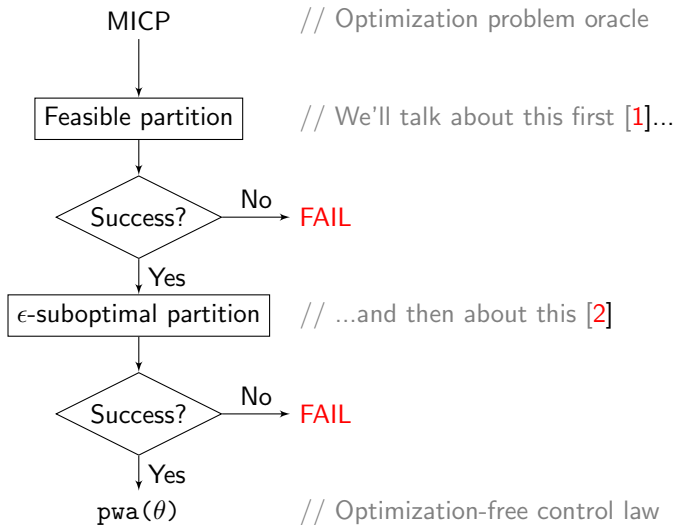 MICP // Optimization problem oracle
Feasible partition // We'll talk about this first [1]...
Success? No FAIL
Yes
ϵ-suboptimal partition // ...and then about this [2]
Success? No FAIL
Yes
pwa(θ) // Optimization-free control law